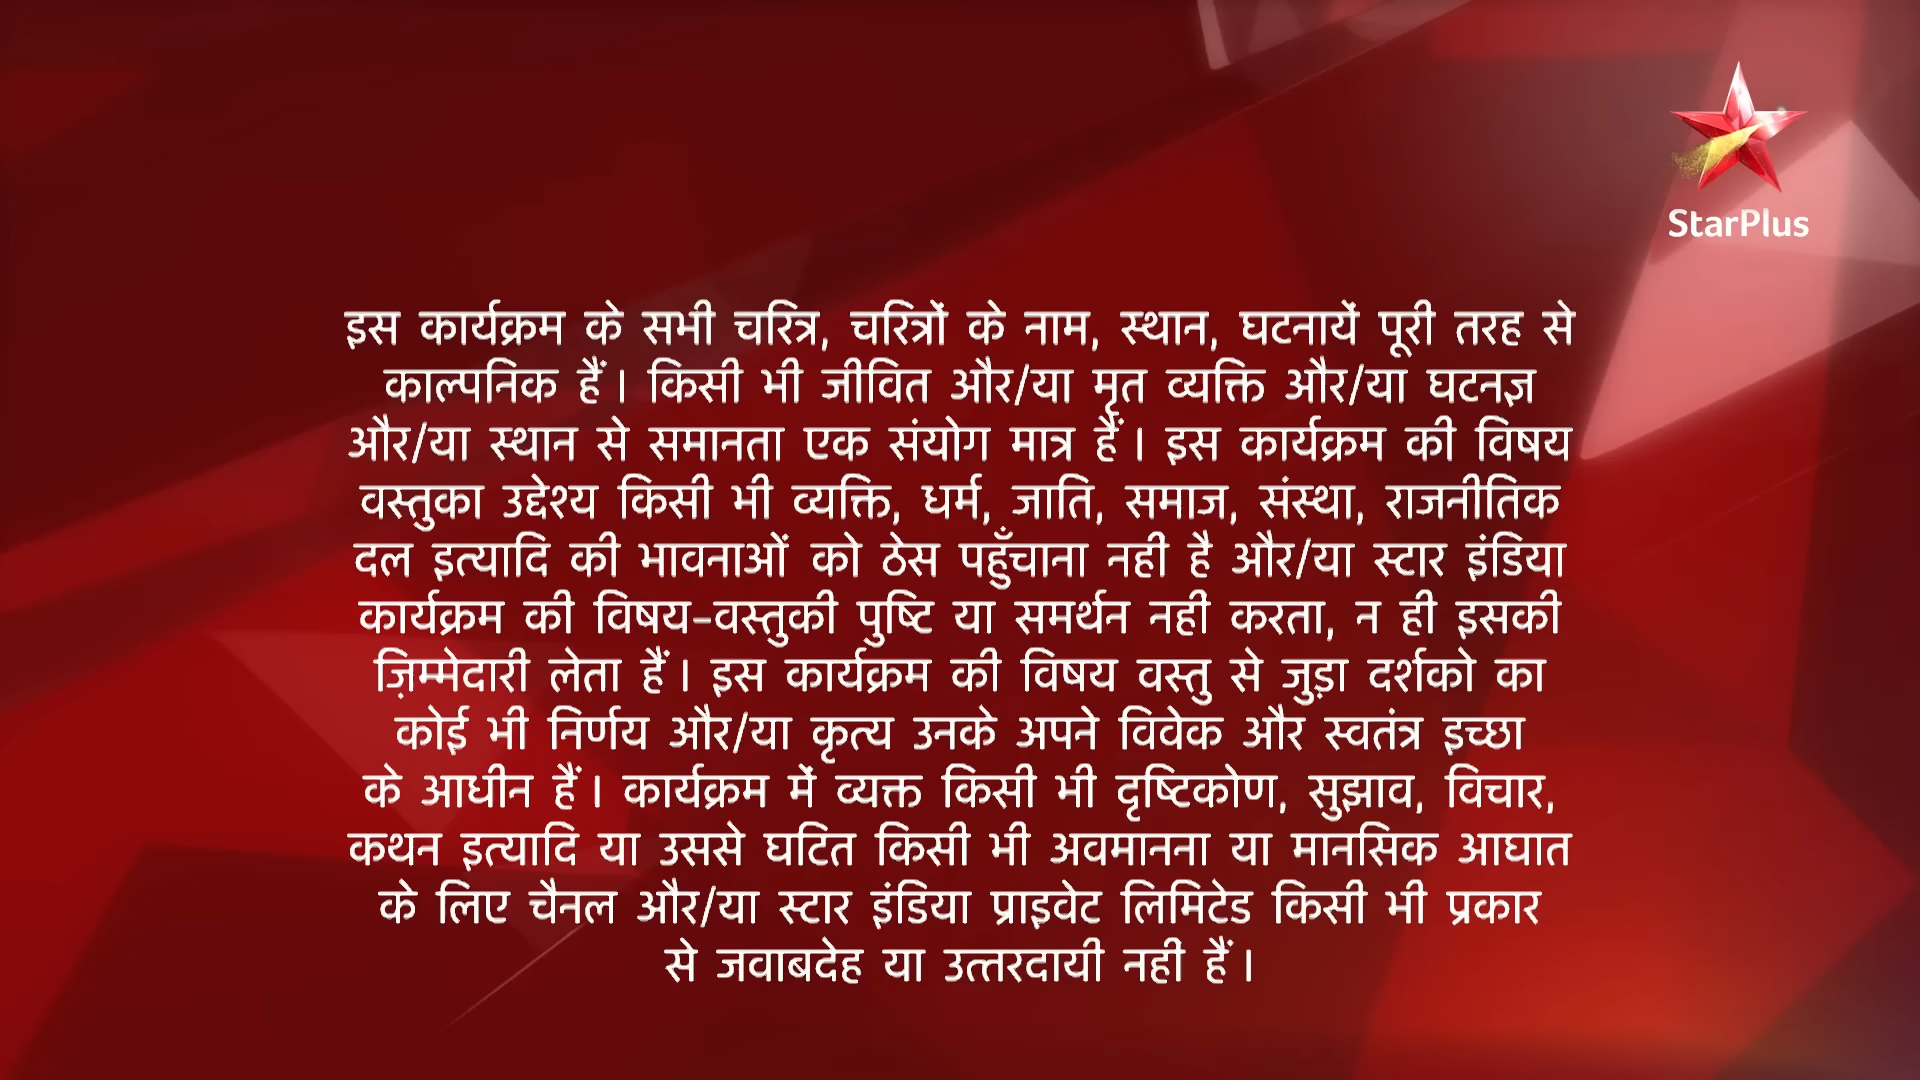 StarPlus
इस कार्यक्रम के सभी चरित्र, चरित्रों के नाम, स्थान, घटनायें पूरी तरह से
काल्पनिक हैं। किसी भी जीवित और/या मृत व्यक्ति और/या घटनज्ञ
और/या स्थान से समानता एक संयोग मात्र हैं। इस कार्यक्रम की विषय
वस्तुका उद्देश्य किसी भी व्यक्ति, धर्म, जाति, समाज, संस्था, राजनीतिक
दल इत्यादि की भावनाओं को ठेस पहुँचाना नही है और/या स्टार इंडिया
कार्यक्रम की विषय-वस्तुकी पुष्टि या समर्थन नही करता, न ही इसकी
ज़िम्मेदारी लेता हैं। इस कार्यक्रम की विषय वस्तु से जुड़ा दर्शको का
कोई भी निर्णय और/या कृत्य उनके अपने विवेक और स्वतंत्र इच्छा
के आधीन हैं। कार्यक्रम में व्यक्त किसी भी दृष्टिकोण, सुझाव, विचार,
कथन इत्यादि या उससे घटित किसी भी अवमानना या मानसिक आघात
के लिए चैनल और/या स्टार इंडिया प्राइवेट लिमिटेड किसी भी प्रकार
से जवाबदेह या उत्तरदायी नही हैं।